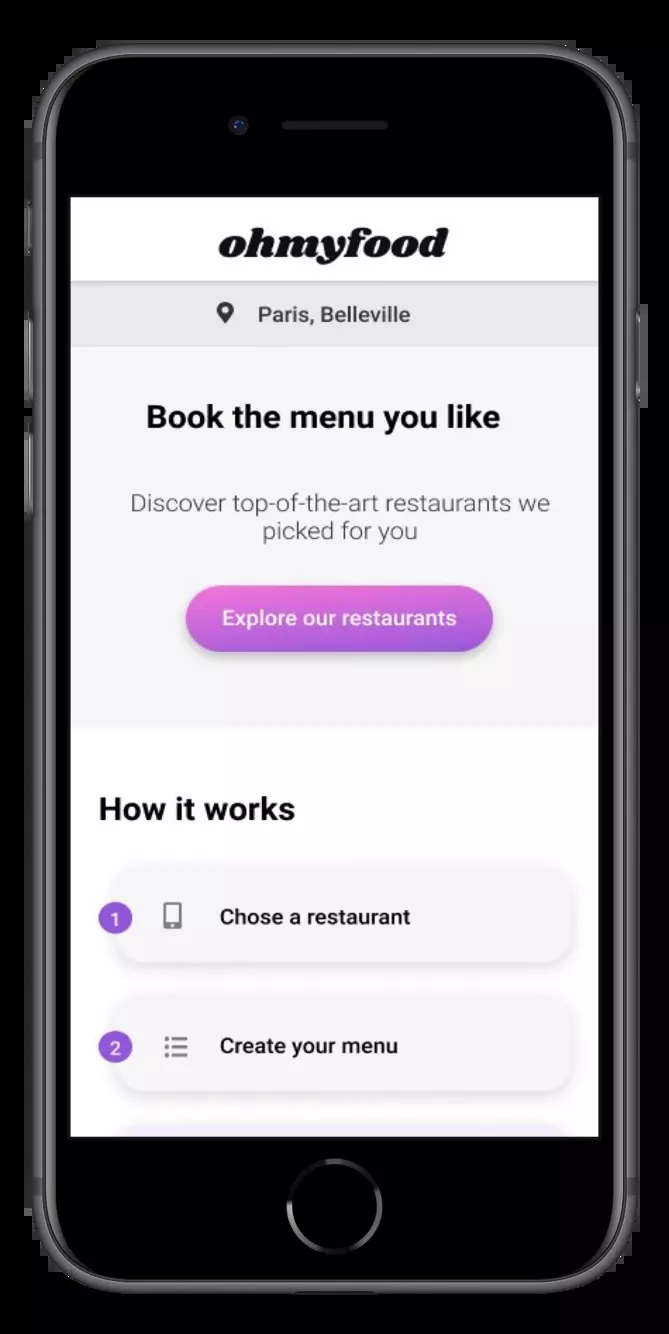 ohmyfood
Paris, Belleville
Book the menu you like
Discover top-of-the-art restaurants we
picked for you
Explore our restaurants
How it works
1 Chose a restaurant
2 Create your menu